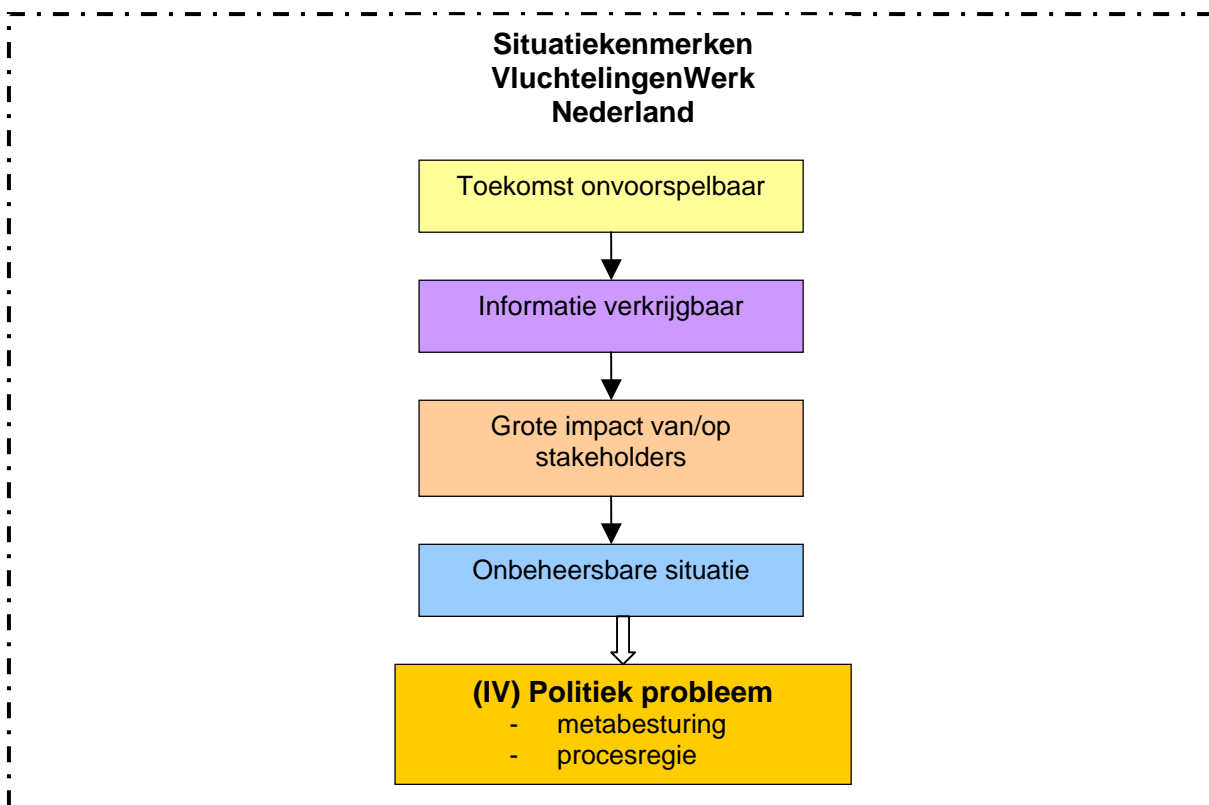 Situatiekenmerken
VluchtelingenWerk
Nederland
Toekomst onvoorspelbaar
Informatie verkrijgbaar
Grote impact van/op
stakeholders
Onbeheersbare situatie
(IV) Politiek probleem
- metabesturing
- procesregie